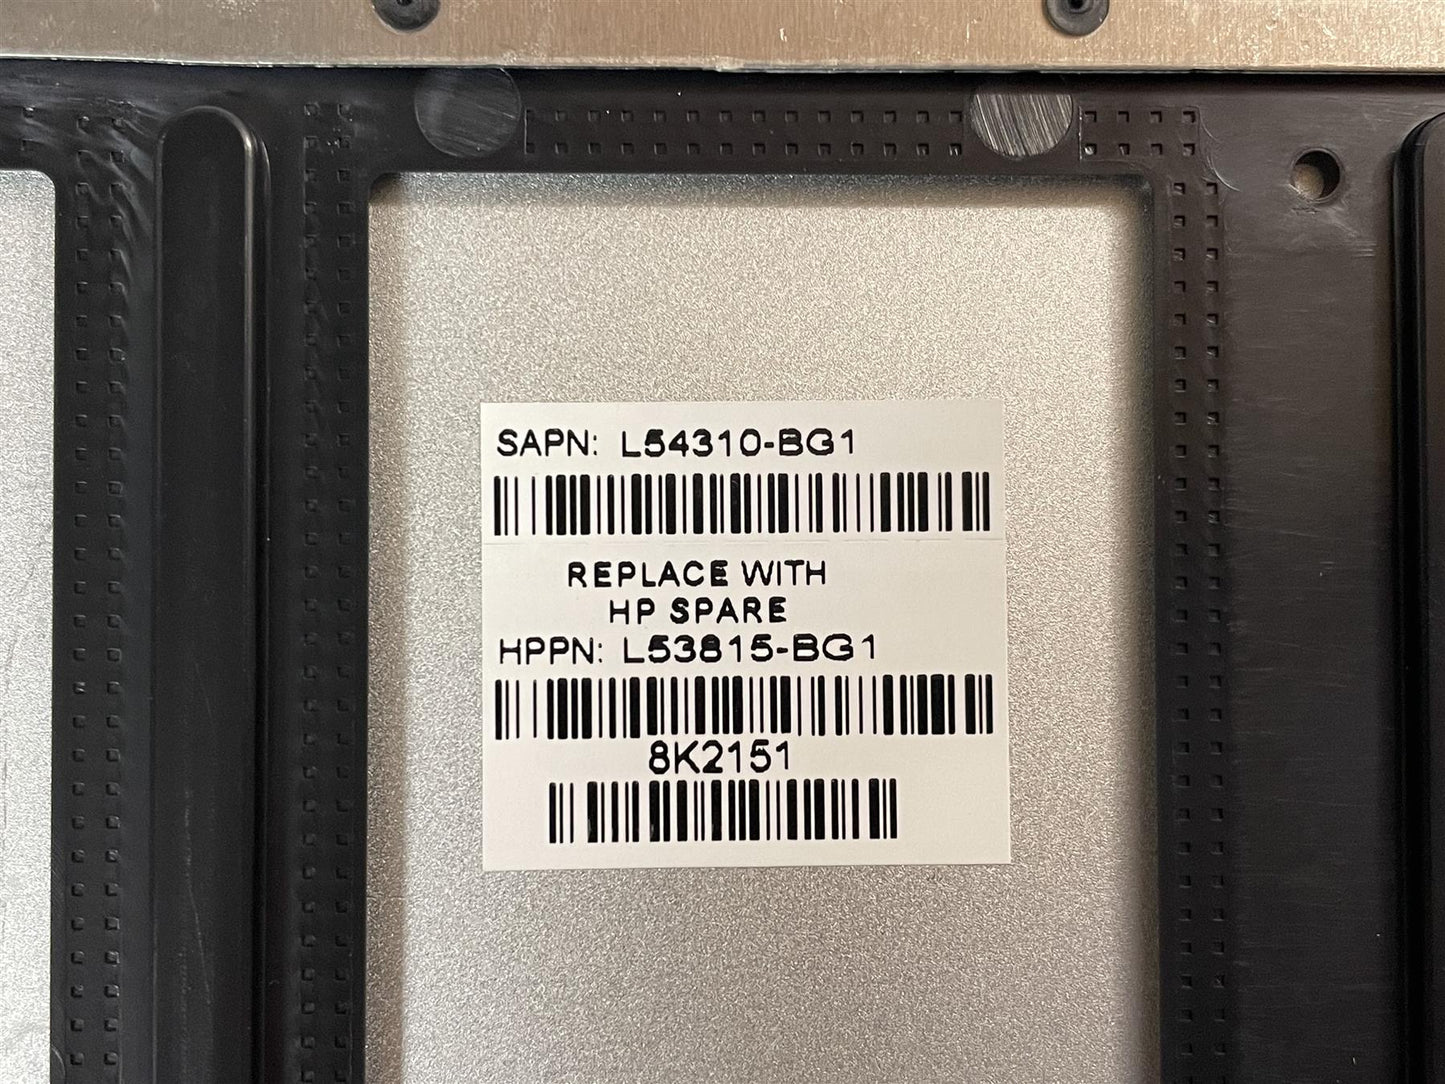 SAPN: L54310-BG1
REPLACE WITH
HP SPARE
HPPN: L53815-BG1
8K2151